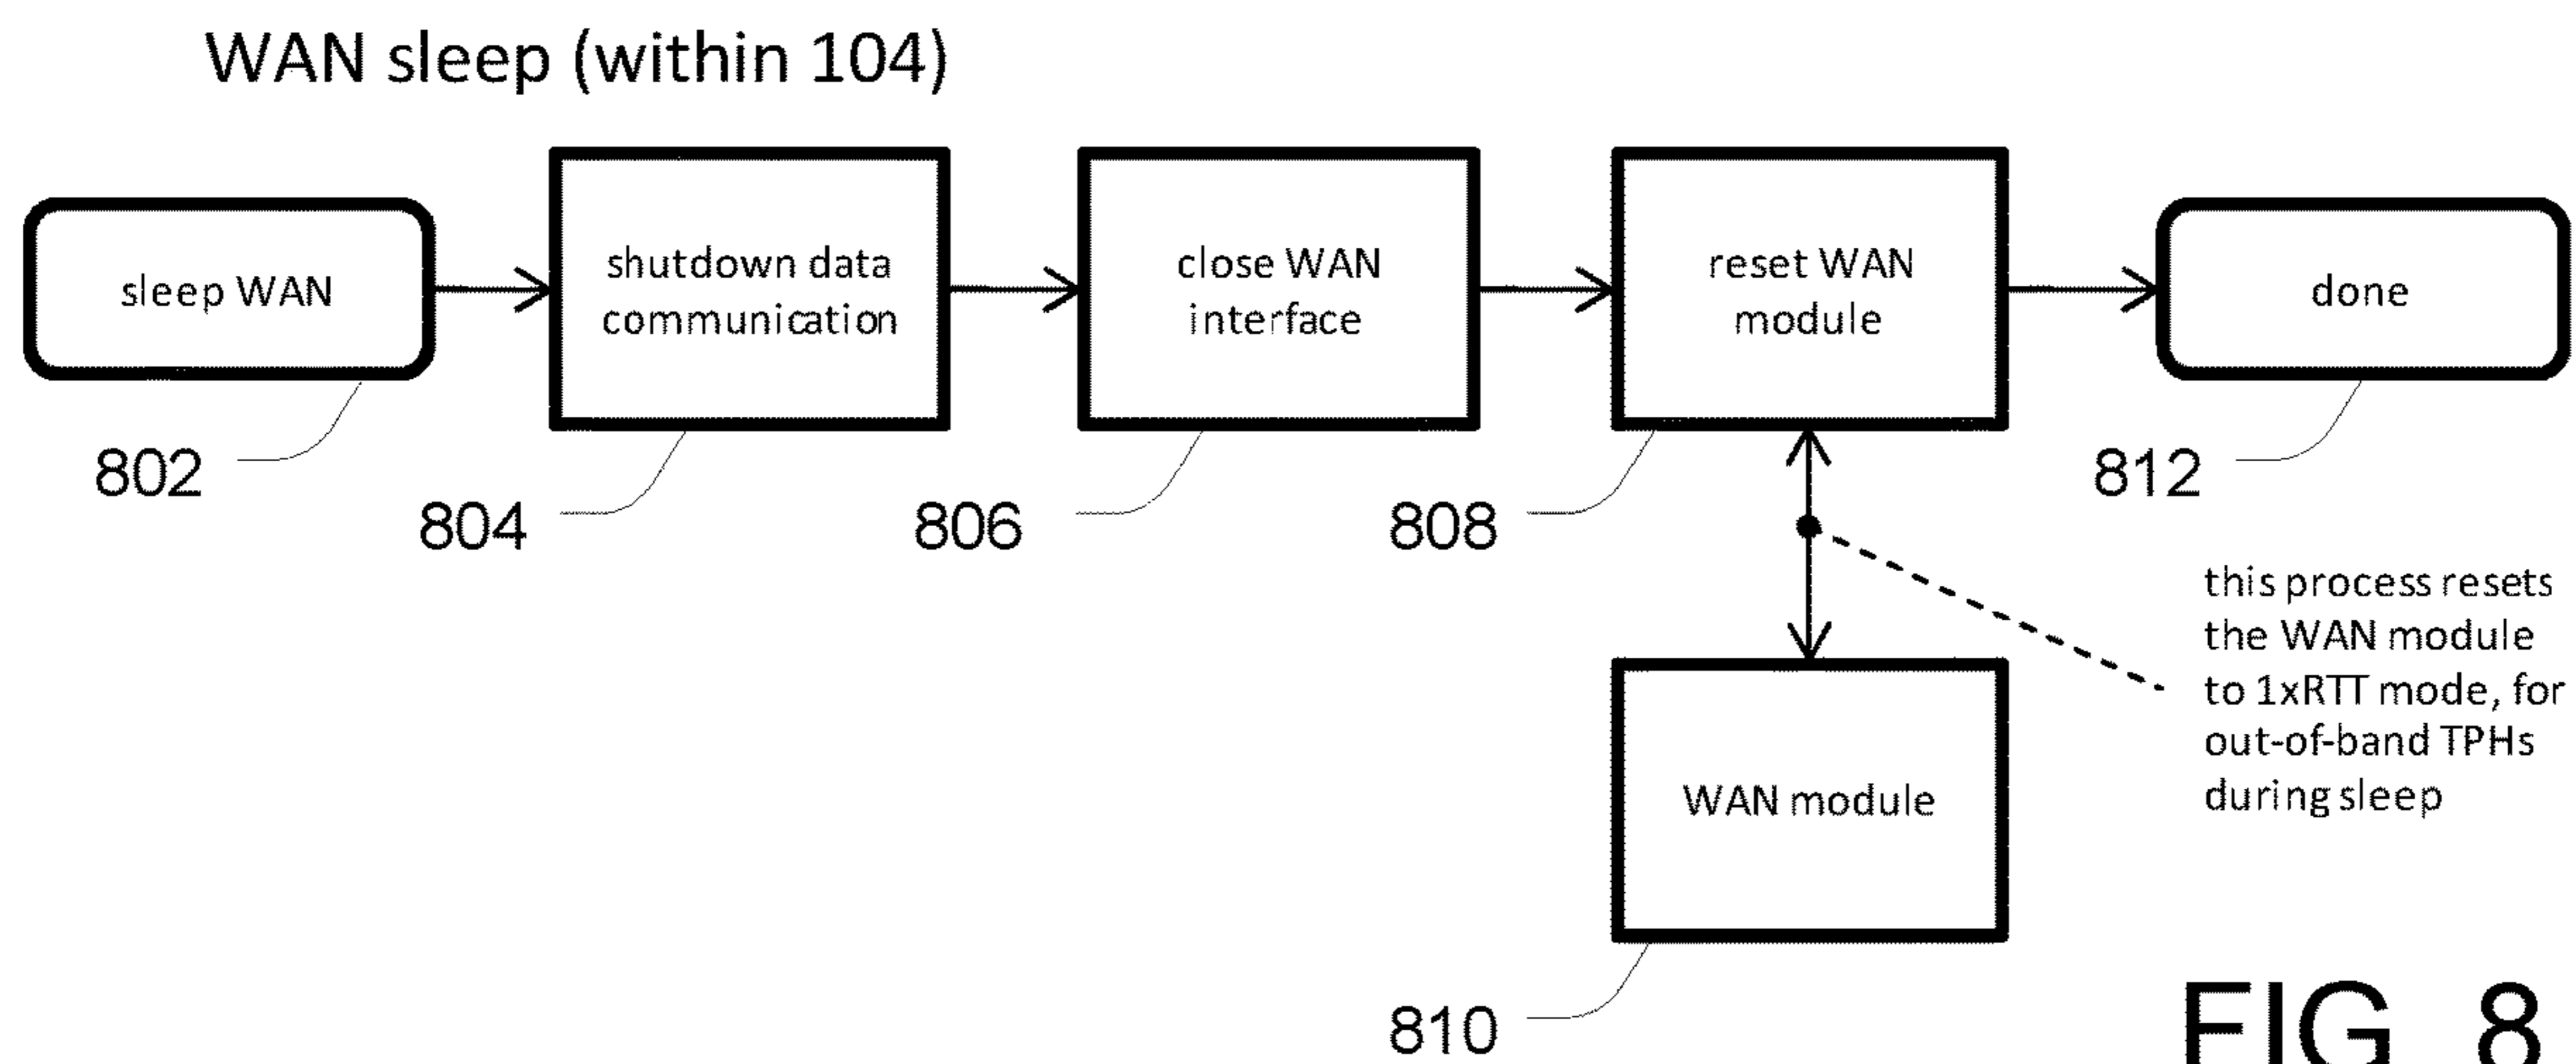 WAN sleep (within 104)
sleep WAN
shutdown data
communication
close WAN
interface
reset WAN
module
done
802
804
806
808
812
this process resets
the WAN module
to 1xRTT mode, for
out-of-band TPHs
during sleep
WAN module
810
FIG. 8